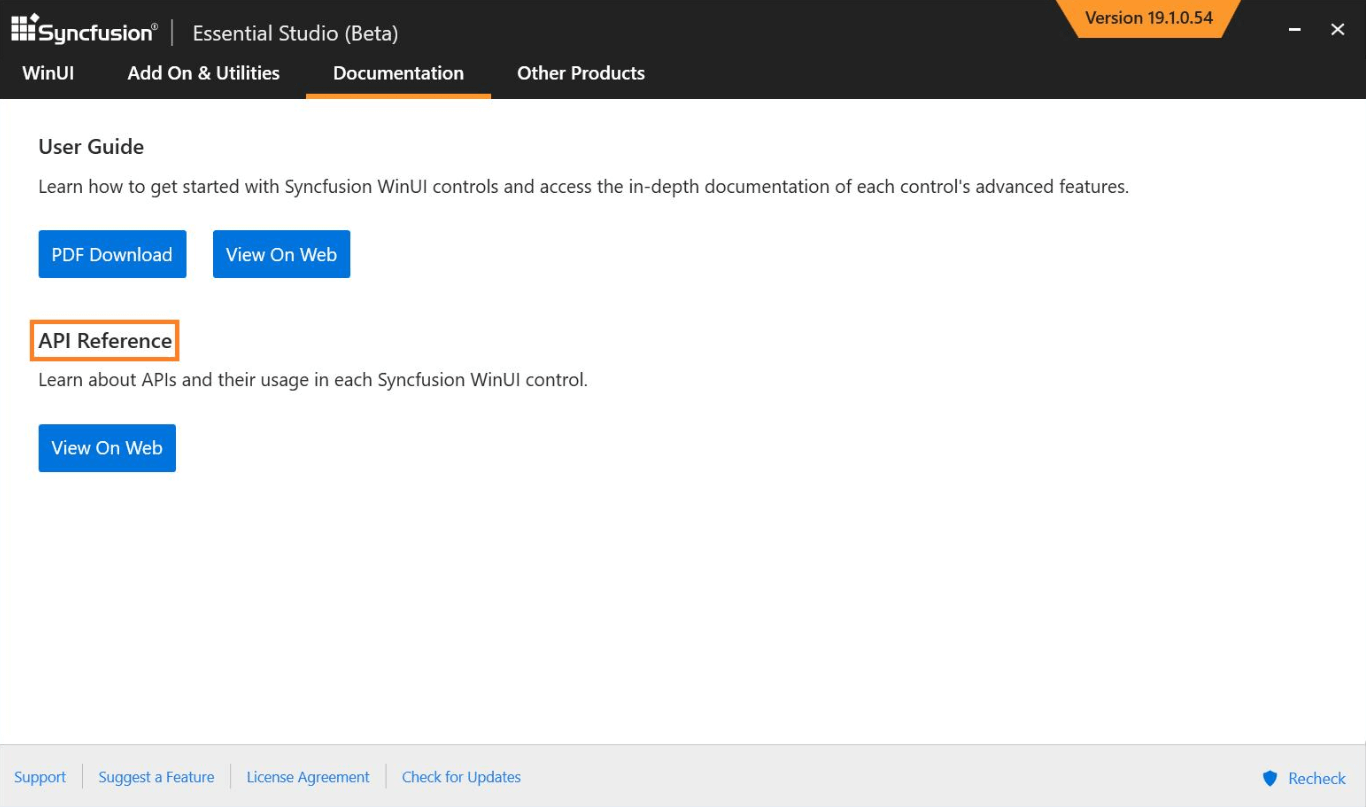 Syncfusion® | Essential Studio (Beta)
Version 19.1.0.54
WinUI Add On & Utilities Documentation Other Products
User Guide
Learn how to get started with Syncfusion WinUI controls and access the in-depth documentation of each control's advanced features.
PDF Download View On Web
API Reference
Learn about APIs and their usage in each Syncfusion WinUI control.
View On Web
Support Suggest a Feature License Agreement Check for Updates Recheck